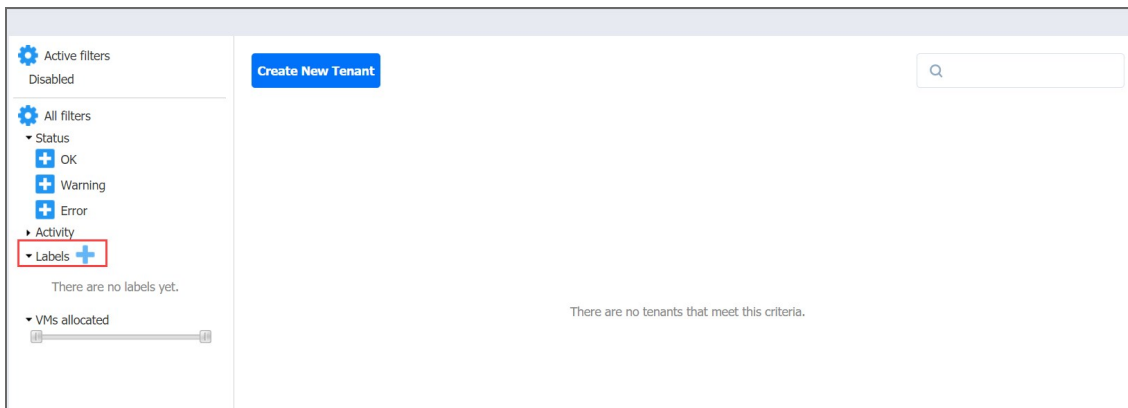 Active filters
Disabled
All filters
Status
OK
Warning
Error
Activity
Labels
There are no labels yet.
VMs allocated
Create New Tenant
There are no tenants that meet this criteria.